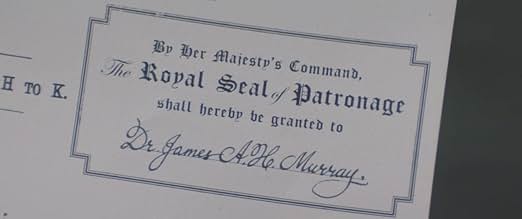 H TO K.
By Her Majesty's Command,
The Royal Seal of Patronage
shall hereby be granted to
Dr. James A. H. Murray.